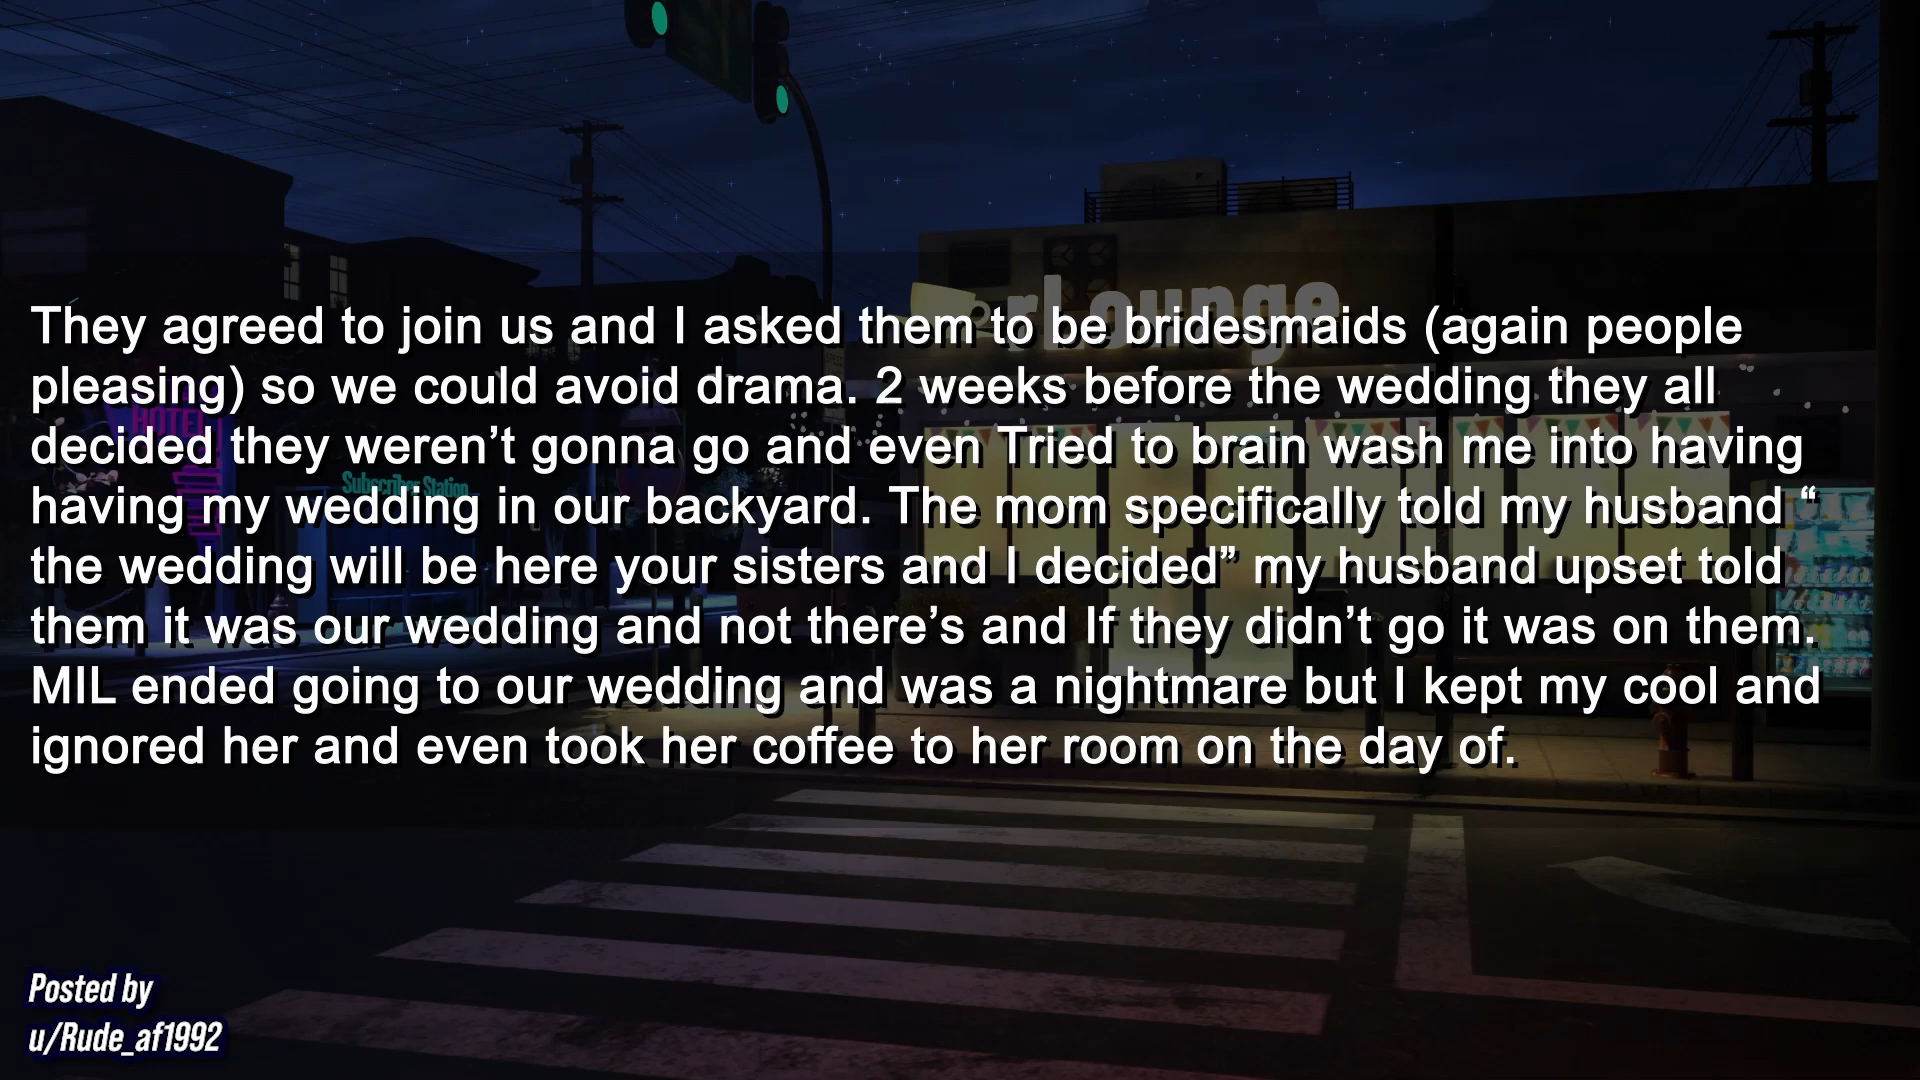 rLounge
HOTEL
Subscriber Station
They agreed to join us and I asked them to be bridesmaids (again people
pleasing) so we could avoid drama. 2 weeks before the wedding they all
decided they weren’t gonna go and even Tried to brain wash me into having
having my wedding in our backyard. The mom specifically told my husband “
the wedding will be here your sisters and I decided” my husband upset told
them it was our wedding and not there’s and If they didn’t go it was on them.
MIL ended going to our wedding and was a nightmare but I kept my cool and
ignored her and even took her coffee to her room on the day of.
Posted by
u/Rude_af1992